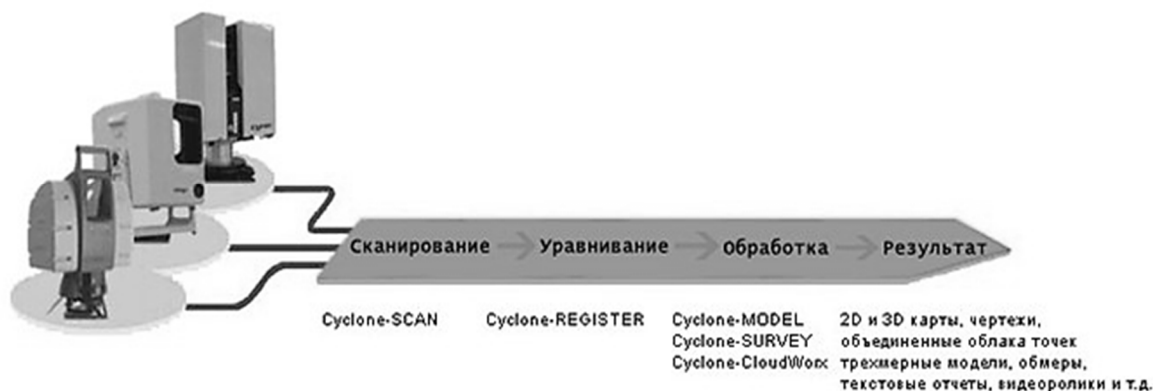 Сканирование → Уравнивание → Обработка → Результат
Cyclone-SCAN Cyclone-REGISTER Cyclone-MODEL 2D и 3D карты, чертежи,
Cyclone-SURVEY объединенные облака точек
Cyclone-CloudWorx трехмерные модели, обмеры,
текстовые отчеты, видеоролики и т.д.